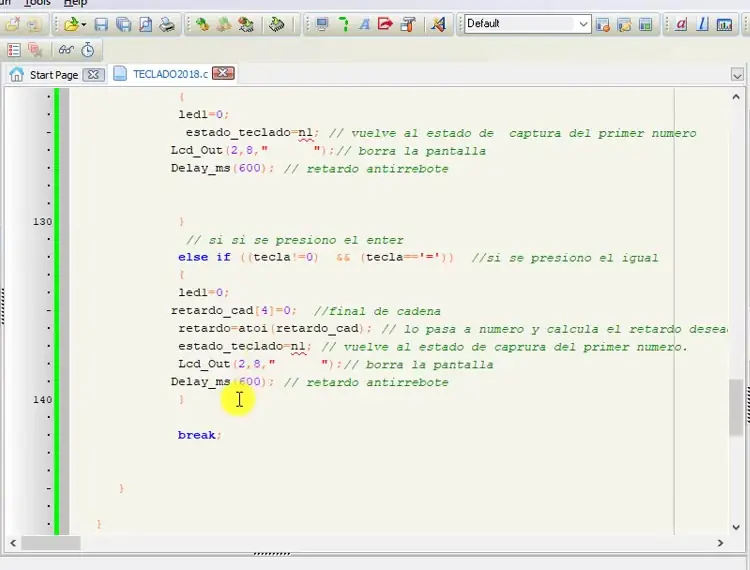 un Tools Help
Default
Start Page TECLADO2018.c
{
led1=0;
estado_teclado=n1; // vuelve al estado de captura del primer numero
Lcd_Out(2,8,"      ");// borra la pantalla
Delay_ms(600); // retardo antirrebote
130 }
// si si se presiono el enter
else if ((tecla!=0) && (tecla=='=')) //si se presiono el igual
{
led1=0;
retardo_cad[4]=0; //final de cadena
retardo=atoi(retardo_cad); // lo pasa a numero y calcula el retardo desea
estado_teclado=n1; // vuelve al estado de caprura del primer numero.
Lcd_Out(2,8,"      ");// borra la pantalla
Delay_ms(600); // retardo antirrebote
140 }
break;
}
}